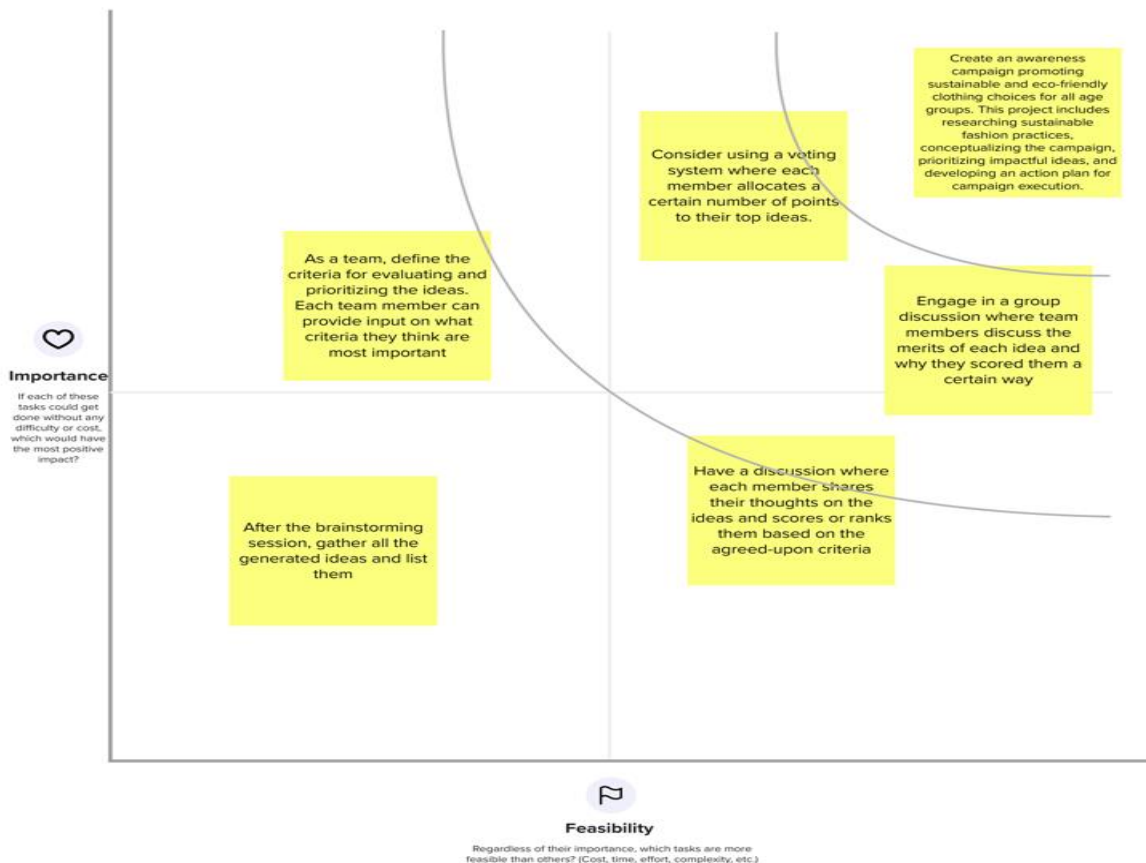 Create an awareness
campaign promoting
sustainable and eco-friendly
clothing choices for all age
groups. This project includes
researching sustainable
fashion practices,
conceptualizing the campaign,
prioritizing impactful ideas, and
developing an action plan for
campaign execution.
Consider using a voting
system where each
member allocates a
certain number of points
to their top ideas.
As a team, define the
criteria for evaluating and
prioritizing the ideas.
Each team member can
provide input on what
criteria they think are
most important
Engage in a group
discussion where team
members discuss the
merits of each idea and
why they scored them a
certain way
Importance
If each of these
tasks could get
done without any
difficulty or cost,
which would have
the most positive
impact?
Have a discussion where
each member shares
their thoughts on the
ideas and scores or ranks
them based on the
agreed-upon criteria
After the brainstorming
session, gather all the
generated ideas and list
them
Feasibility
Regardless of their importance, which tasks are more
feasible than others? (Cost, time, effort, complexity, etc.)